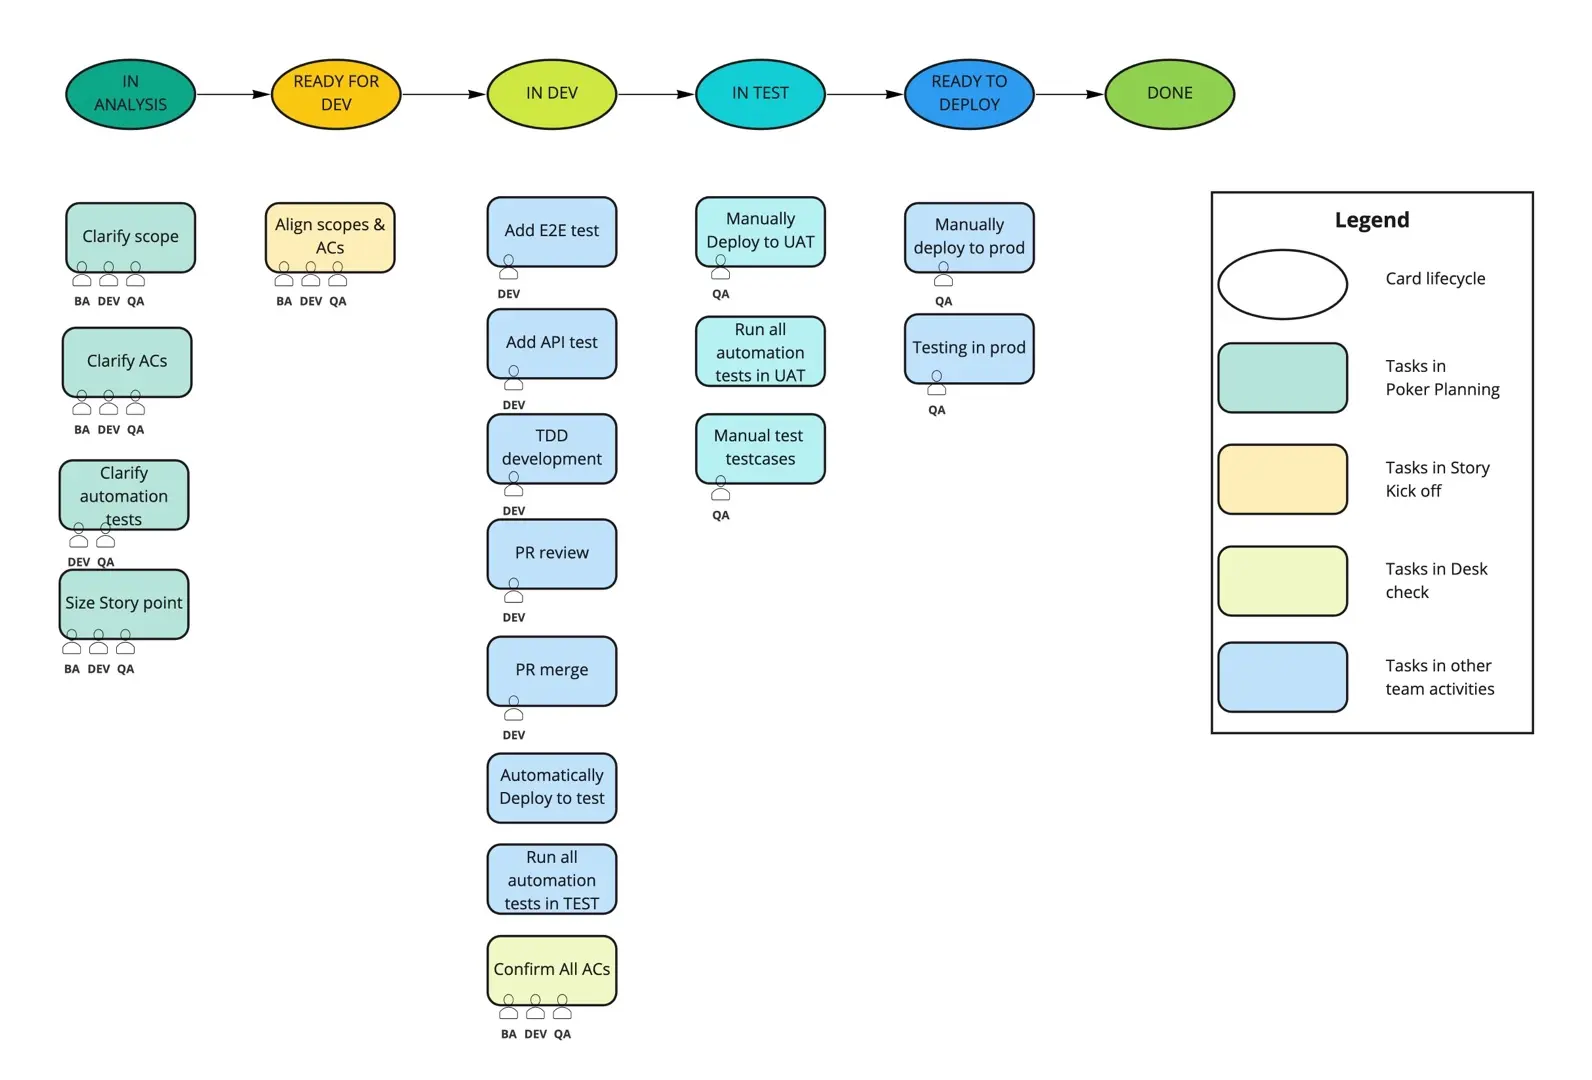 IN
ANALYSIS
READY FOR
DEV
IN DEV
IN TEST
READY TO
DEPLOY
DONE
Clarify scope
BA DEV QA
Clarify ACs
BA DEV QA
Clarify
automation
tests
DEV QA
Size Story point
BA DEV QA
Align scopes &
ACs
BA DEV QA
Add E2E test
DEV
Add API test
DEV
TDD
development
DEV
PR review
DEV
PR merge
DEV
Automatically
Deploy to test
Run all
automation
tests in TEST
Confirm All ACs
BA DEV QA
Manually
Deploy to UAT
QA
Run all
automation
tests in UAT
Manual test
testcases
QA
Manually
deploy to prod
QA
Testing in prod
QA
Legend
Card lifecycle
Tasks in
Poker Planning
Tasks in Story
Kick off
Tasks in Desk
check
Tasks in other
team activities